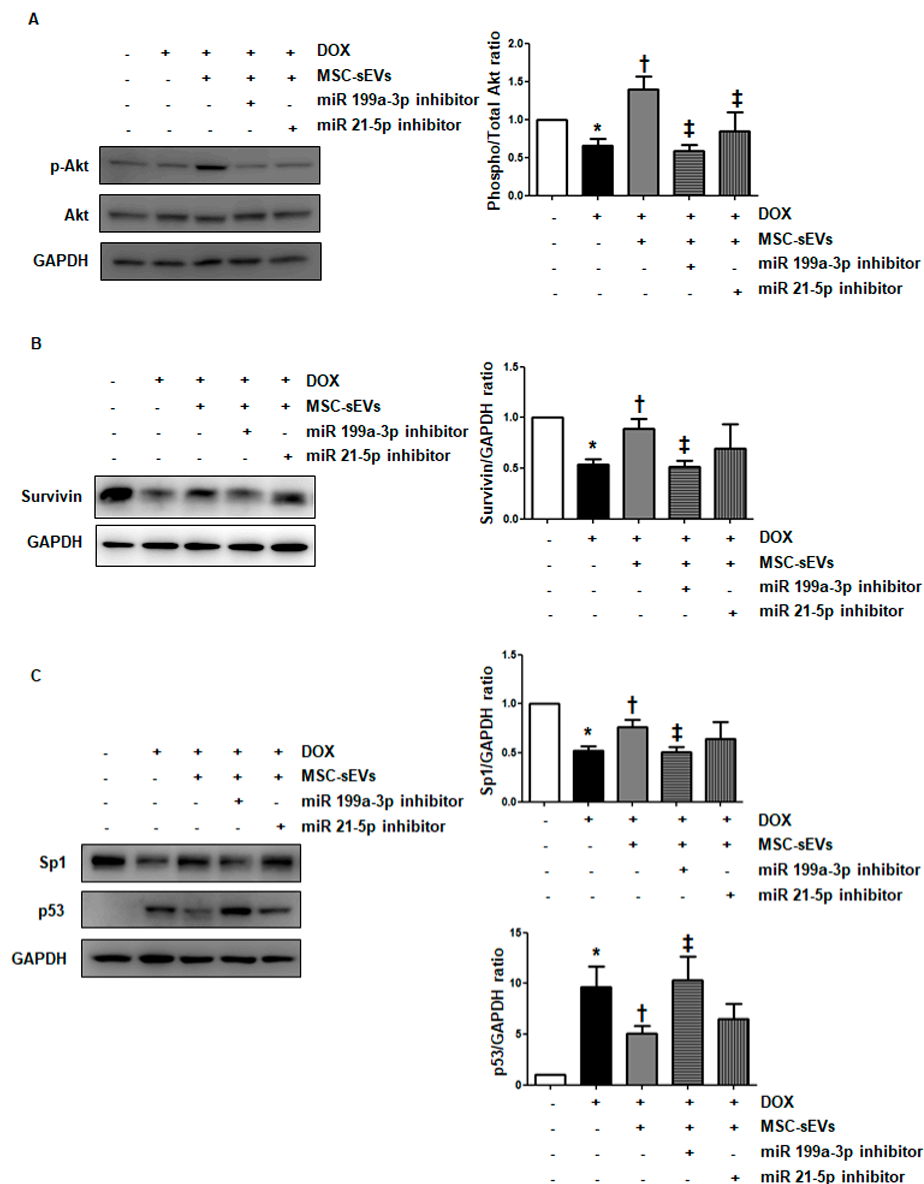 A
- + + + + DOX
- - + + + MSC-sEVs
- - - + - miR 199a-3p inhibitor
- - - - + miR 21-5p inhibitor
p-Akt
Akt
GAPDH
Phospho/Total Akt ratio
2.0
1.5
1.0
0.5
0.0
* † ‡ ‡
- + + + + DOX
- - + + + MSC-sEVs
- - - + - miR 199a-3p inhibitor
- - - - + miR 21-5p inhibitor
B
- + + + + DOX
- - + + + MSC-sEVs
- - - + - miR 199a-3p inhibitor
- - - - + miR 21-5p inhibitor
Survivin
GAPDH
Survivin/GAPDH ratio
1.5
1.0
0.5
0.0
* † ‡
- + + + + DOX
- - + + + MSC-sEVs
- - - + - miR 199a-3p inhibitor
- - - - + miR 21-5p inhibitor
C
- + + + + DOX
- - + + + MSC-sEVs
- - - + - miR 199a-3p inhibitor
- - - - + miR 21-5p inhibitor
Sp1
p53
GAPDH
Sp1/GAPDH ratio
1.5
1.0
0.5
0.0
* † ‡
- + + + + DOX
- - + + + MSC-sEVs
- - - + - miR 199a-3p inhibitor
- - - - + miR 21-5p inhibitor
p53/GAPDH ratio
15
10
5
0
* † ‡
- + + + + DOX
- - + + + MSC-sEVs
- - - + - miR 199a-3p inhibitor
- - - - + miR 21-5p inhibitor